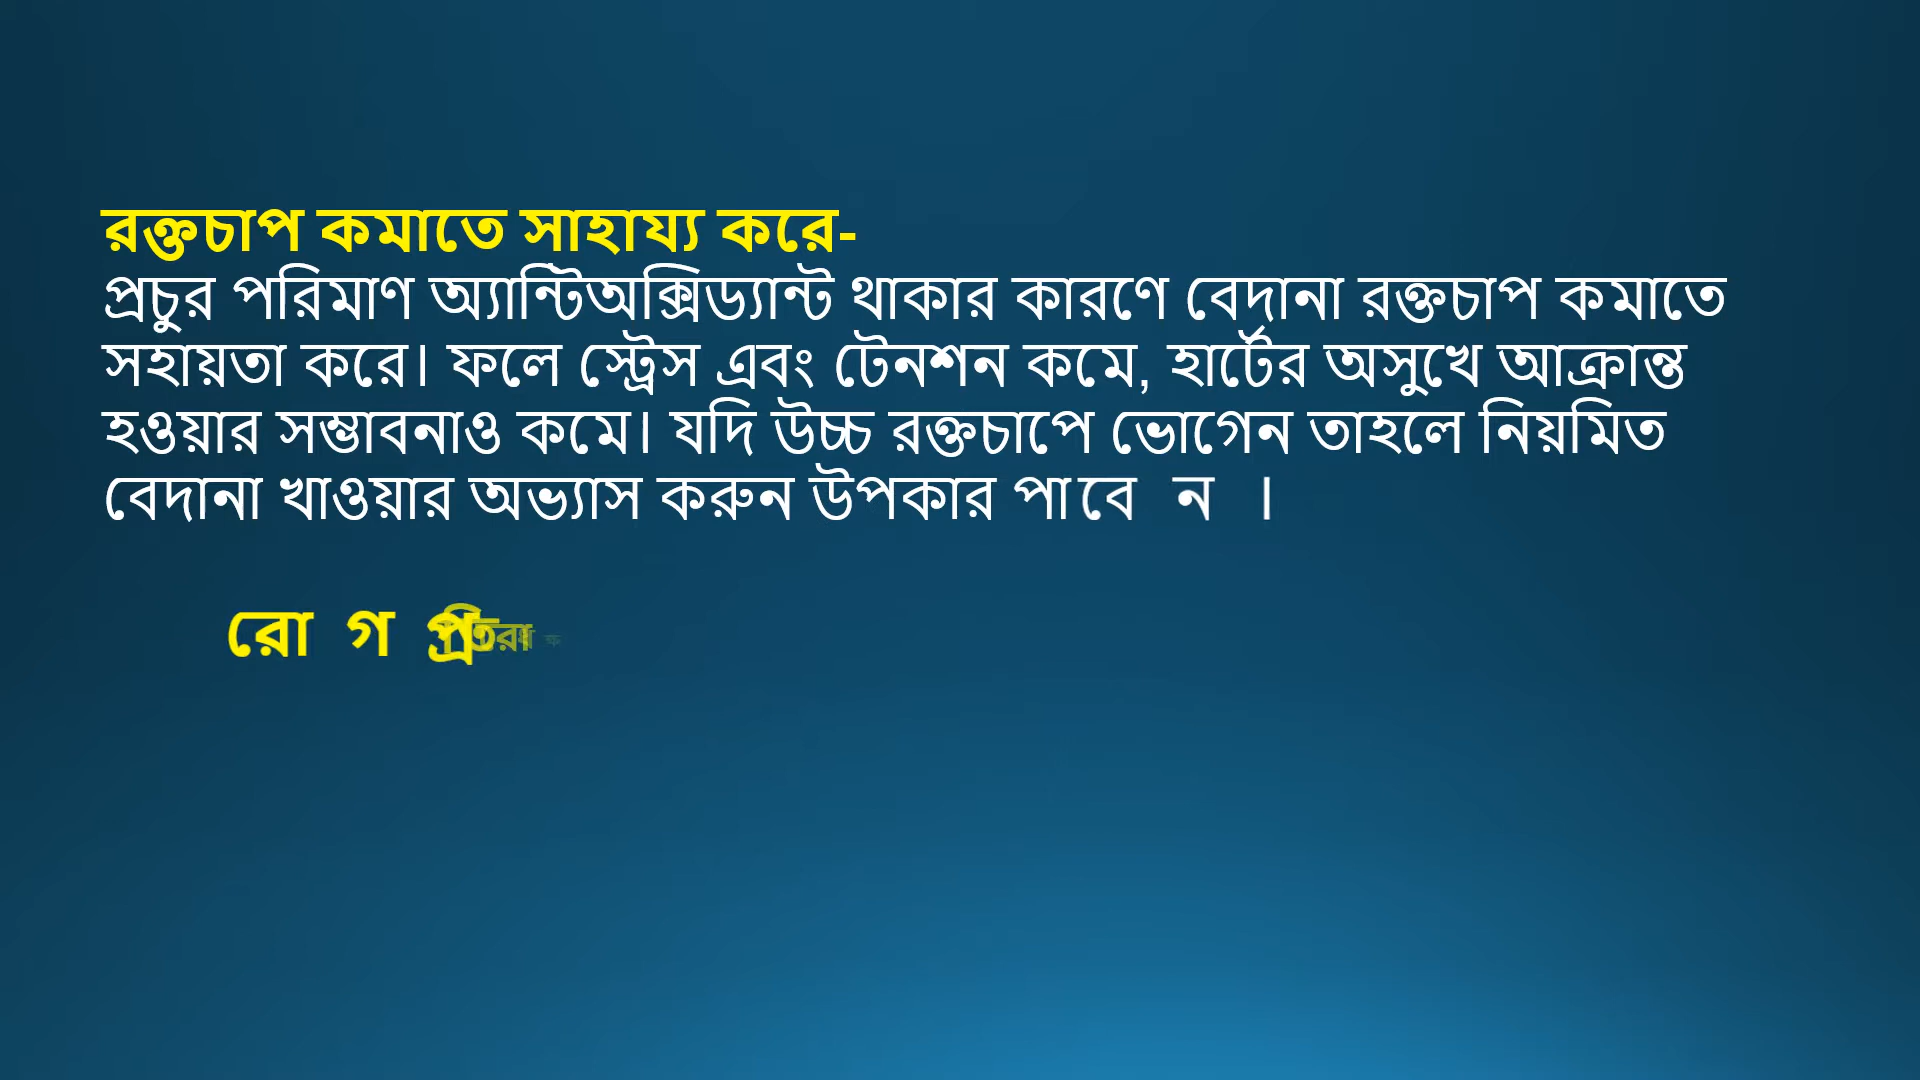 রক্তচাপ কমাতে সাহায্য করে-
প্রচুর পরিমাণ অ্যান্টিঅক্সিড্যান্ট থাকার কারণে বেদানা রক্তচাপ কমাতে
সহায়তা করে। ফলে স্ট্রেস এবং টেনশন কমে, হার্টের অসুখে আক্রান্ত
হওয়ার সম্ভাবনাও কমে। যদি উচ্চ রক্তচাপে ভোগেন তাহলে নিয়মিত
বেদানা খাওয়ার অভ্যাস করুন উপকার পাবেন ।
রোগ